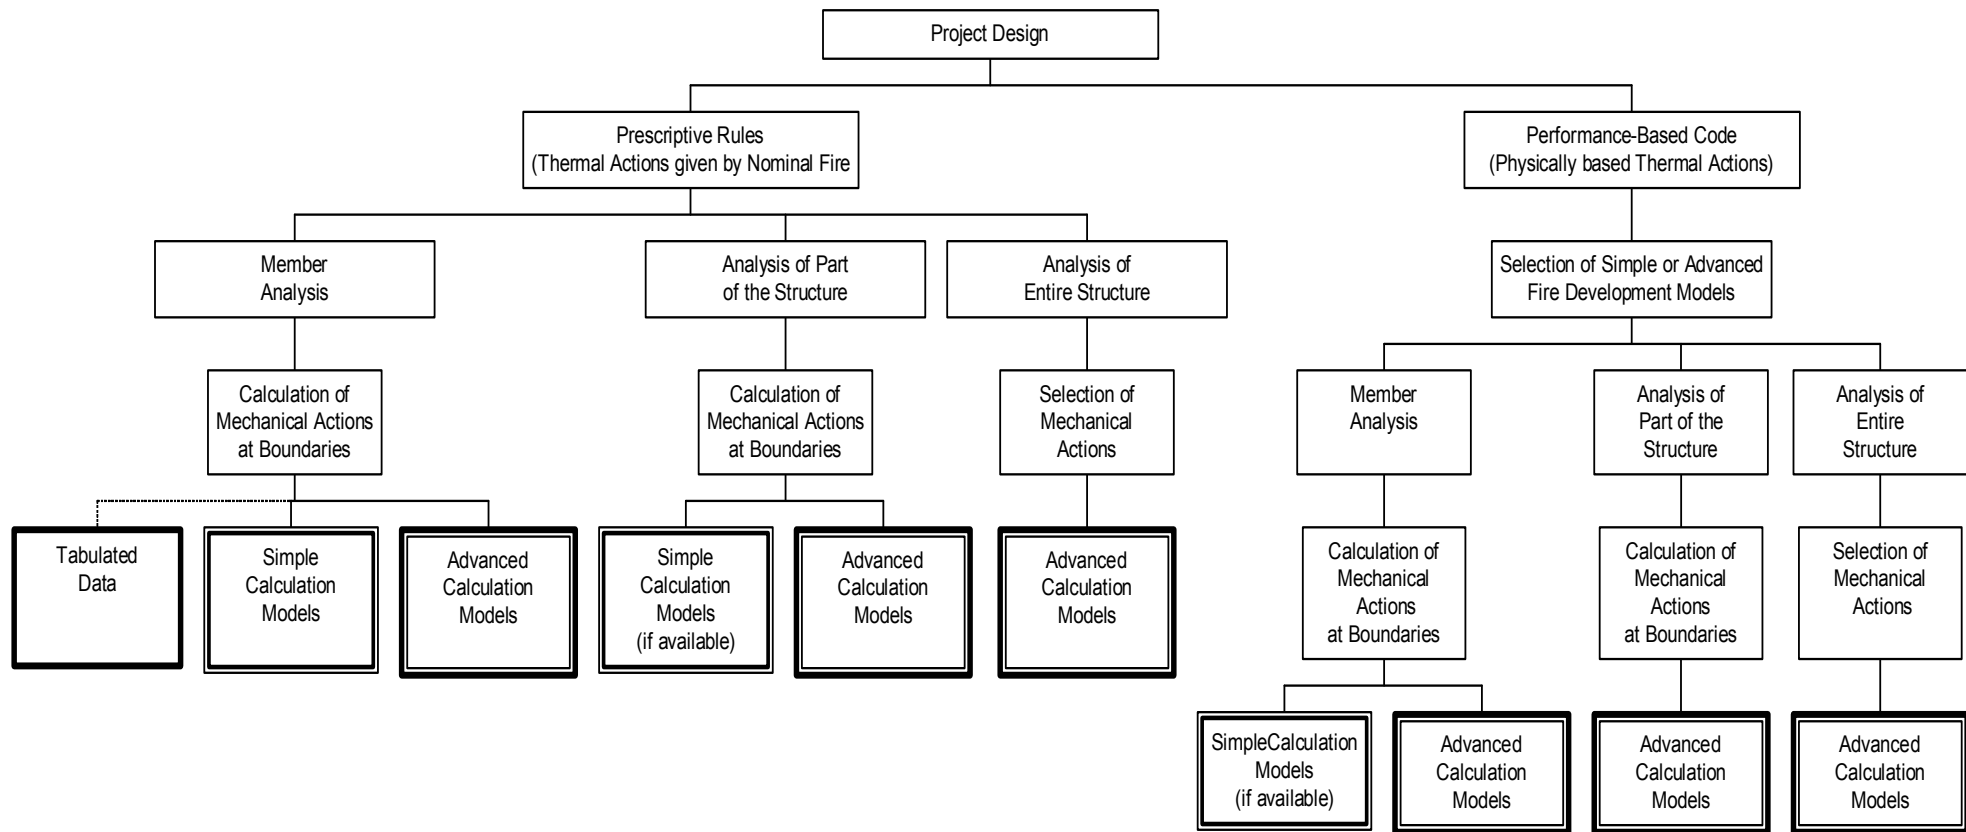 Project Design
Prescriptive Rules
(Thermal Actions given by Nominal Fire
Performance-Based Code
(Physically based Thermal Actions)
Member
Analysis
Analysis of Part
of the Structure
Analysis of
Entire Structure
Selection of Simple or Advanced
Fire Development Models
Calculation of
Mechanical Actions
at Boundaries
Calculation of
Mechanical Actions
at Boundaries
Selection of
Mechanical
Actions
Member
Analysis
Analysis of
Part of the
Structure
Analysis of
Entire
Structure
Tabulated
Data
Simple
Calculation
Models
Advanced
Calculation
Models
Simple
Calculation
Models
(if available)
Advanced
Calculation
Models
Advanced
Calculation
Models
Calculation of
Mechanical
Actions
at Boundaries
Calculation of
Mechanical
Actions
at Boundaries
Selection of
Mechanical
Actions
SimpleCalculation
Models
(if available)
Advanced
Calculation
Models
Advanced
Calculation
Models
Advanced
Calculation
Models